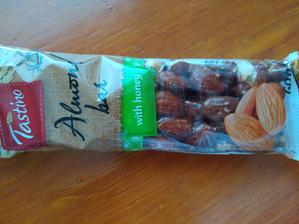 Tastino
Almond
bar
with honey